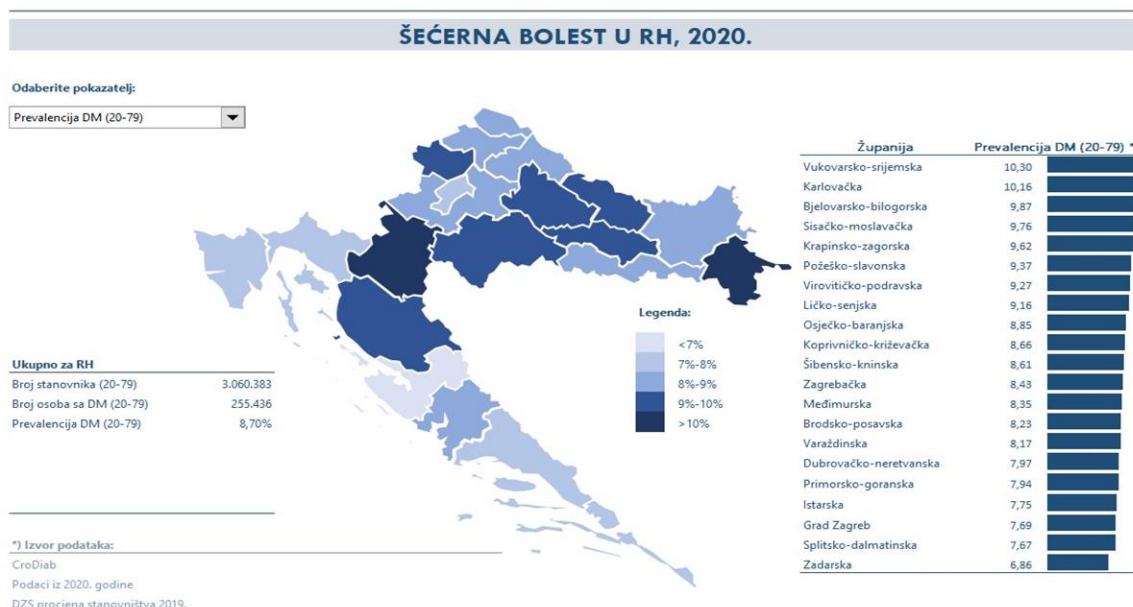 ŠEĆERNA BOLEST U RH, 2020.
Odaberite pokazatelj:
Prevalencija DM (20-79)
Ukupno za RH
Broj stanovnika (20-79) 3.060.383
Broj osoba sa DM (20-79) 255.436
Prevalencija DM (20-79) 8,70%
*) Izvor podataka:
CroDiab
Podaci iz 2020. godine
DZS procjena stanovništva 2019.
Legenda:
<7%
7%-8%
8%-9%
9%-10%
>10%
Županija Prevalencija DM (20-79) *
Vukovarsko-srijemska 10,30
Karlovačka 10,16
Bjelovarsko-bilogorska 9,87
Sisačko-moslavačka 9,76
Krapinsko-zagorska 9,62
Požeško-slavonska 9,37
Virovitičko-podravska 9,27
Ličko-senjska 9,16
Osječko-baranjska 8,85
Koprivničko-križevačka 8,66
Šibensko-kninska 8,61
Zagrebačka 8,43
Međimurska 8,35
Brodsko-posavska 8,23
Varaždinska 8,17
Dubrovačko-neretvanska 7,97
Primorsko-goranska 7,94
Istarska 7,75
Grad Zagreb 7,69
Splitsko-dalmatinska 7,67
Zadarska 6,86